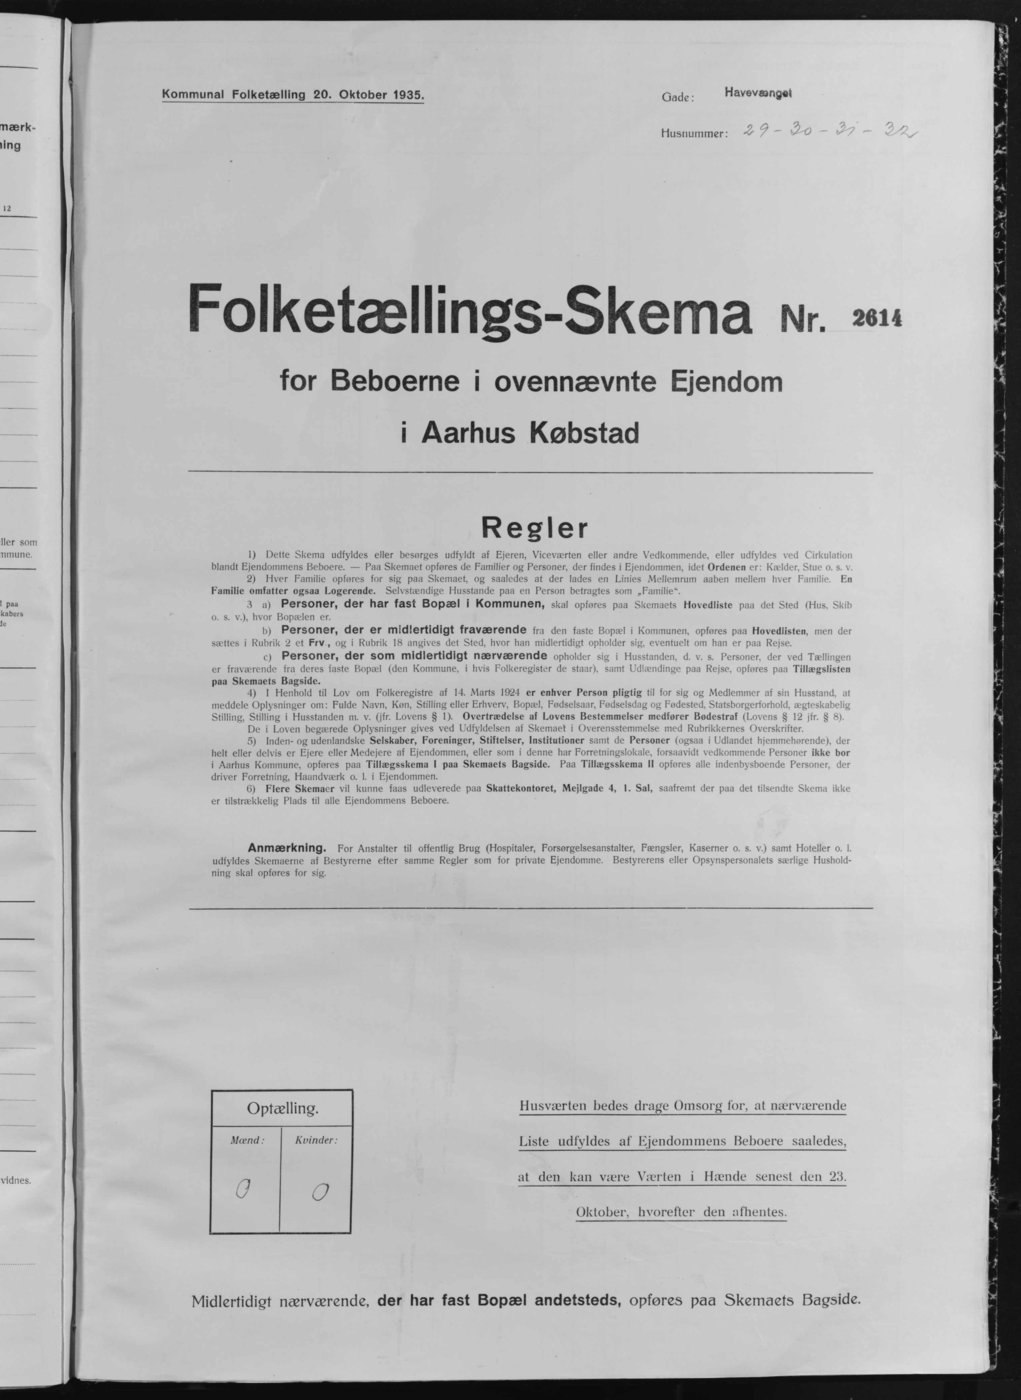 Kommunal Folketælling 20. Oktober 1935.
Gade: Havevænget
Husnummer: 29 - 30 - 31 - 32
mærk-
ning
12
Folketællings-Skema Nr. 2614
for Beboerne i ovennævnte Ejendom
i Aarhus Købstad
ller som
mmune.
l paa
kabers
de
vidnes.
Regler
1) Dette Skema udfyldes eller besørges udfyldt af Ejeren, Viceværten eller andre Vedkommende, eller udfyldes ved Cirkulation
blandt Ejendommens Beboere. — Paa Skemaet opføres de Familier og Personer, der findes i Ejendommen, idet Ordenen er: Kælder, Stue o. s. v.
2) Hver Familie opføres for sig paa Skemaet, og saaledes at der lades en Linies Mellemrum aaben mellem hver Familie. En
Familie omfatter ogsaa Logerende. Selvstændige Husstande paa en Person betragtes som „Familie“.
3 a) Personer, der har fast Bopæl i Kommunen, skal opføres paa Skemaets Hovedliste paa det Sted (Hus, Skib
o. s. v.), hvor Bopælen er.
b) Personer, der er midlertidigt fraværende fra den faste Bopæl i Kommunen, opføres paa Hovedlisten, men der
sættes i Rubrik 2 et Frv., og i Rubrik 18 angives det Sted, hvor han midlertidigt opholder sig, eventuelt om han er paa Rejse.
c) Personer, der som midlertidigt nærværende opholder sig i Husstanden, d. v. s. Personer, der ved Tællingen
er fraværende fra deres faste Bopæl (den Kommune, i hvis Folkeregister de staar), samt Udlændinge paa Rejse, opføres paa Tillægslisten
paa Skemaets Bagside.
4) I Henhold til Lov om Folkeregistre af 14. Marts 1924 er enhver Person pligtig til for sig og Medlemmer af sin Husstand, at
meddele Oplysninger om: Fulde Navn, Køn, Stilling eller Erhverv, Bopæl, Fødselsaar, Fødselsdag og Fødested, Statsborgerforhold, ægteskabelig
Stilling, Stilling i Husstanden m. v. (jfr. Lovens § 1). Overtrædelse af Lovens Bestemmelser medfører Bødestraf (Lovens § 12 jfr. § 8).
De i Loven begærede Oplysninger gives ved Udfyldelsen af Skemaet i Overensstemmelse med Rubrikkernes Overskrifter.
5) Inden- og udenlandske Selskaber, Foreninger, Stiftelser, Institutioner samt de Personer (ogsaa i Udlandet hjemmehørende), der
helt eller delvis er Ejere eller Medejere af Ejendommen, eller som i denne har Forretningslokale, forsaavidt vedkommende Personer ikke bor
i Aarhus Kommune, opføres paa Tillægsskema I paa Skemaets Bagside. Paa Tillægsskema II opføres alle indenbysboende Personer, der
driver Forretning, Haandværk o. l. i Ejendommen.
6) Flere Skemaer vil kunne faas udleverede paa Skattekontoret, Mejlgade 4, 1. Sal, saafremt der paa det tilsendte Skema ikke
er tilstrækkelig Plads til alle Ejendommens Beboere.
Anmærkning. For Anstalter til offentlig Brug (Hospitaler, Forsørgelsesanstalter, Fængsler, Kaserner o. s. v.) samt Hoteller o. l.
udfyldes Skemaerne af Bestyrerne efter samme Regler som for private Ejendomme. Bestyrerens eller Opsynspersonalets særlige Hushold-
ning skal opføres for sig.
Optælling.
Mænd: Kvinder:
0 0
Husværten bedes drage Omsorg for, at nærværende
Liste udfyldes af Ejendommens Beboere saaledes,
at den kan være Værten i Hænde senest den 23.
Oktober, hvorefter den afhentes.
Midlertidigt nærværende, der har fast Bopæl andetsteds, opføres paa Skemaets Bagside.